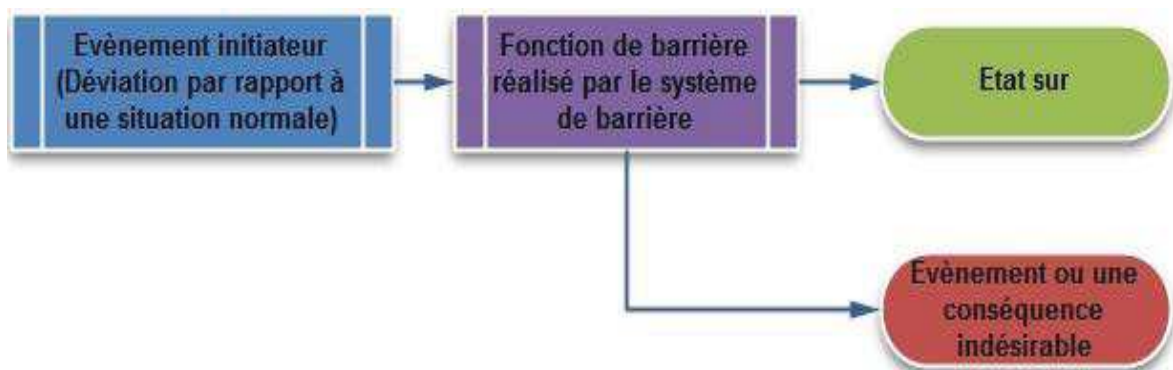 Evènement initiateur
(Déviation par rapport à
une situation normale)
Fonction de barrière
réalisé par le système
de barrière
Etat sur
Evènement ou une
conséquence
indésirable